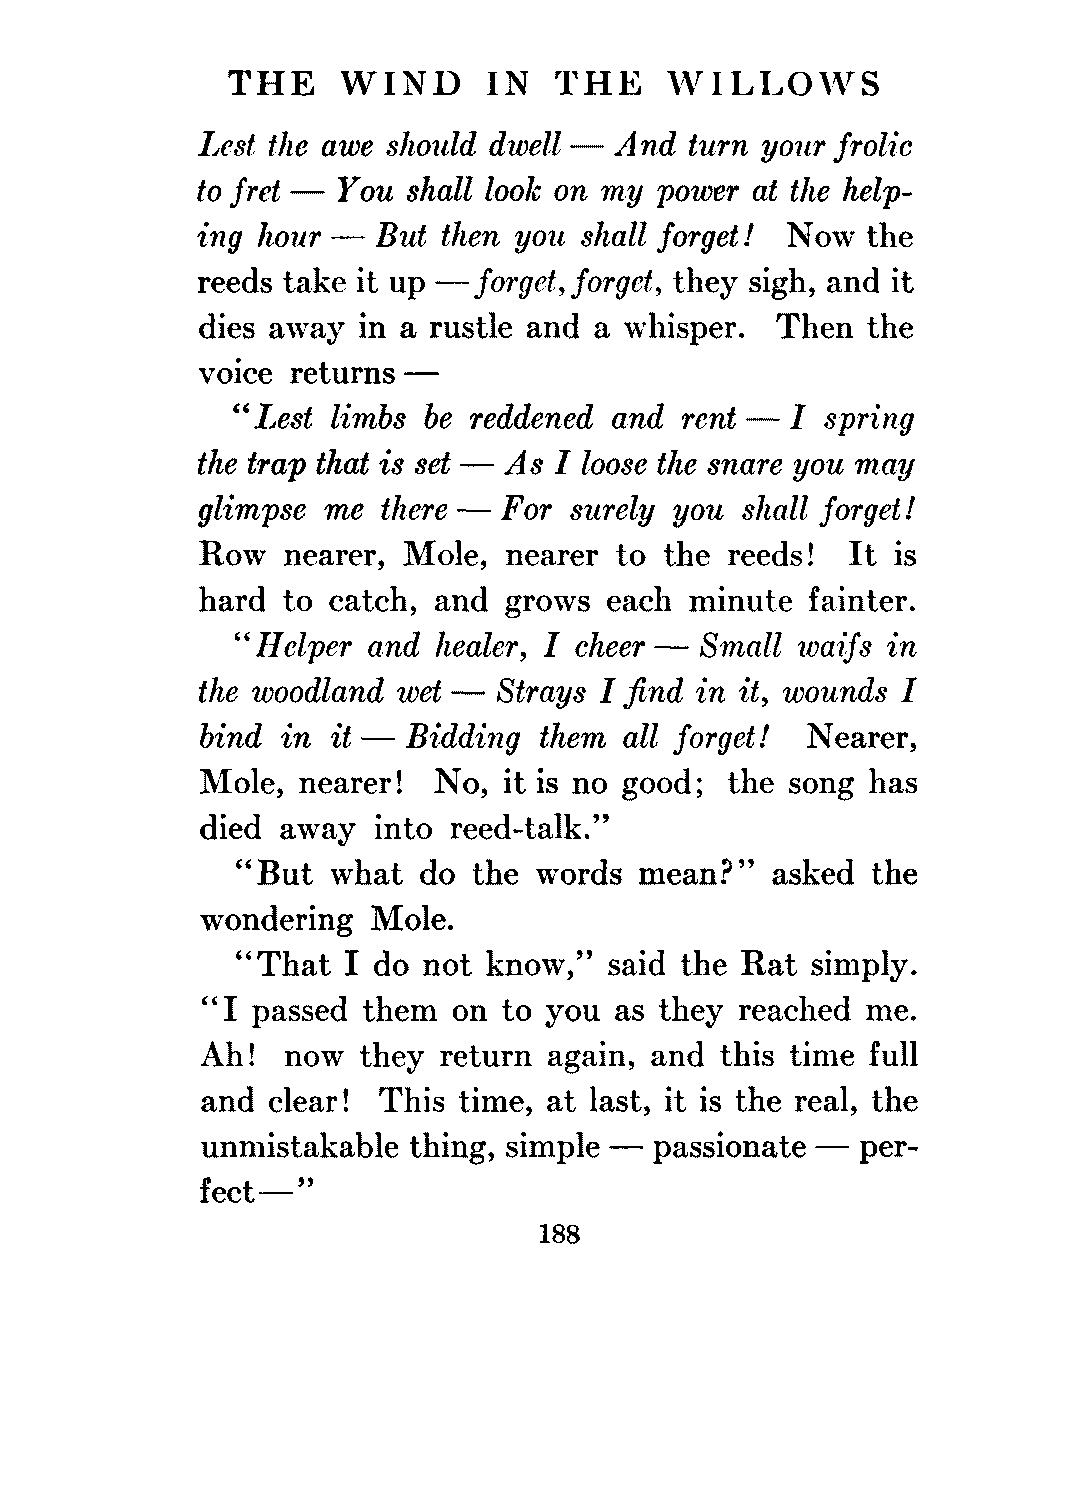 THE WIND IN THE WILLOWS
Lest the awe should dwell — And turn your frolic
to fret — You shall look on my power at the help-
ing hour — But then you shall forget! Now the
reeds take it up — forget, forget, they sigh, and it
dies away in a rustle and a whisper. Then the
voice returns —
“Lest limbs be reddened and rent — I spring
the trap that is set — As I loose the snare you may
glimpse me there — For surely you shall forget!
Row nearer, Mole, nearer to the reeds! It is
hard to catch, and grows each minute fainter.
“Helper and healer, I cheer — Small waifs in
the woodland wet — Strays I find in it, wounds I
bind in it — Bidding them all forget! Nearer,
Mole, nearer! No, it is no good; the song has
died away into reed-talk.”
“But what do the words mean?” asked the
wondering Mole.
“That I do not know,” said the Rat simply.
“I passed them on to you as they reached me.
Ah! now they return again, and this time full
and clear! This time, at last, it is the real, the
unmistakable thing, simple — passionate — per-
fect—”
188